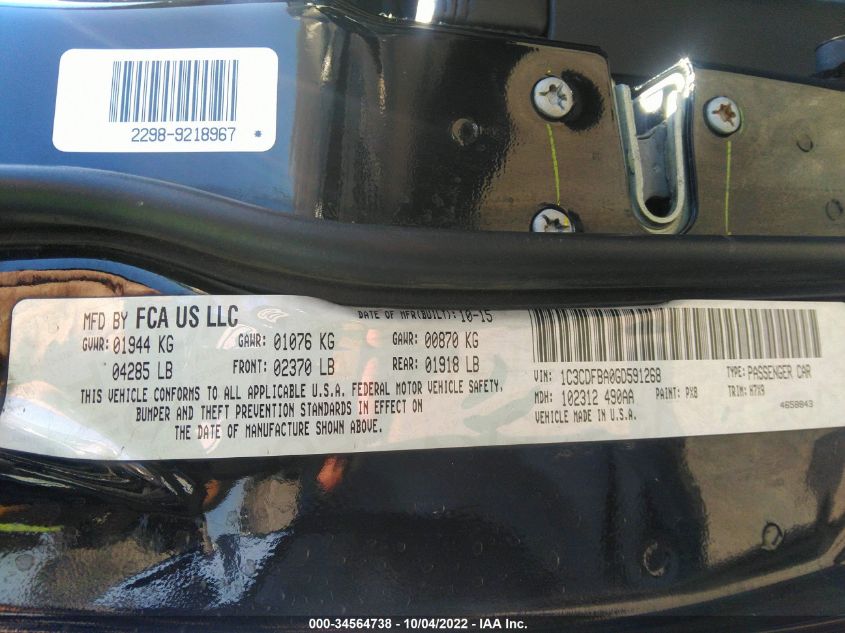 2298-9218967 *
MFD BY FCA US LLC
DATE OF MFR(BUILT): 10-15
GVWR: 01944 KG
GAWR: 01076 KG
GAWR: 00870 KG
04285 LB
FRONT: 02370 LB
REAR: 01918 LB
THIS VEHICLE CONFORMS TO ALL APPLICABLE U.S.A. FEDERAL MOTOR VEHICLE SAFETY,
BUMPER AND THEFT PREVENTION STANDARDS IN EFFECT ON
THE DATE OF MANUFACTURE SHOWN ABOVE.
VIN: 1C3CDFBA0GD591268
TYPE: PASSENGER CAR
MDH: 102312 490AA
PAINT: PX8
TRIM: H7X9
VEHICLE MADE IN U.S.A.
4658843
000-34564738 - 10/04/2022 - IAA Inc.